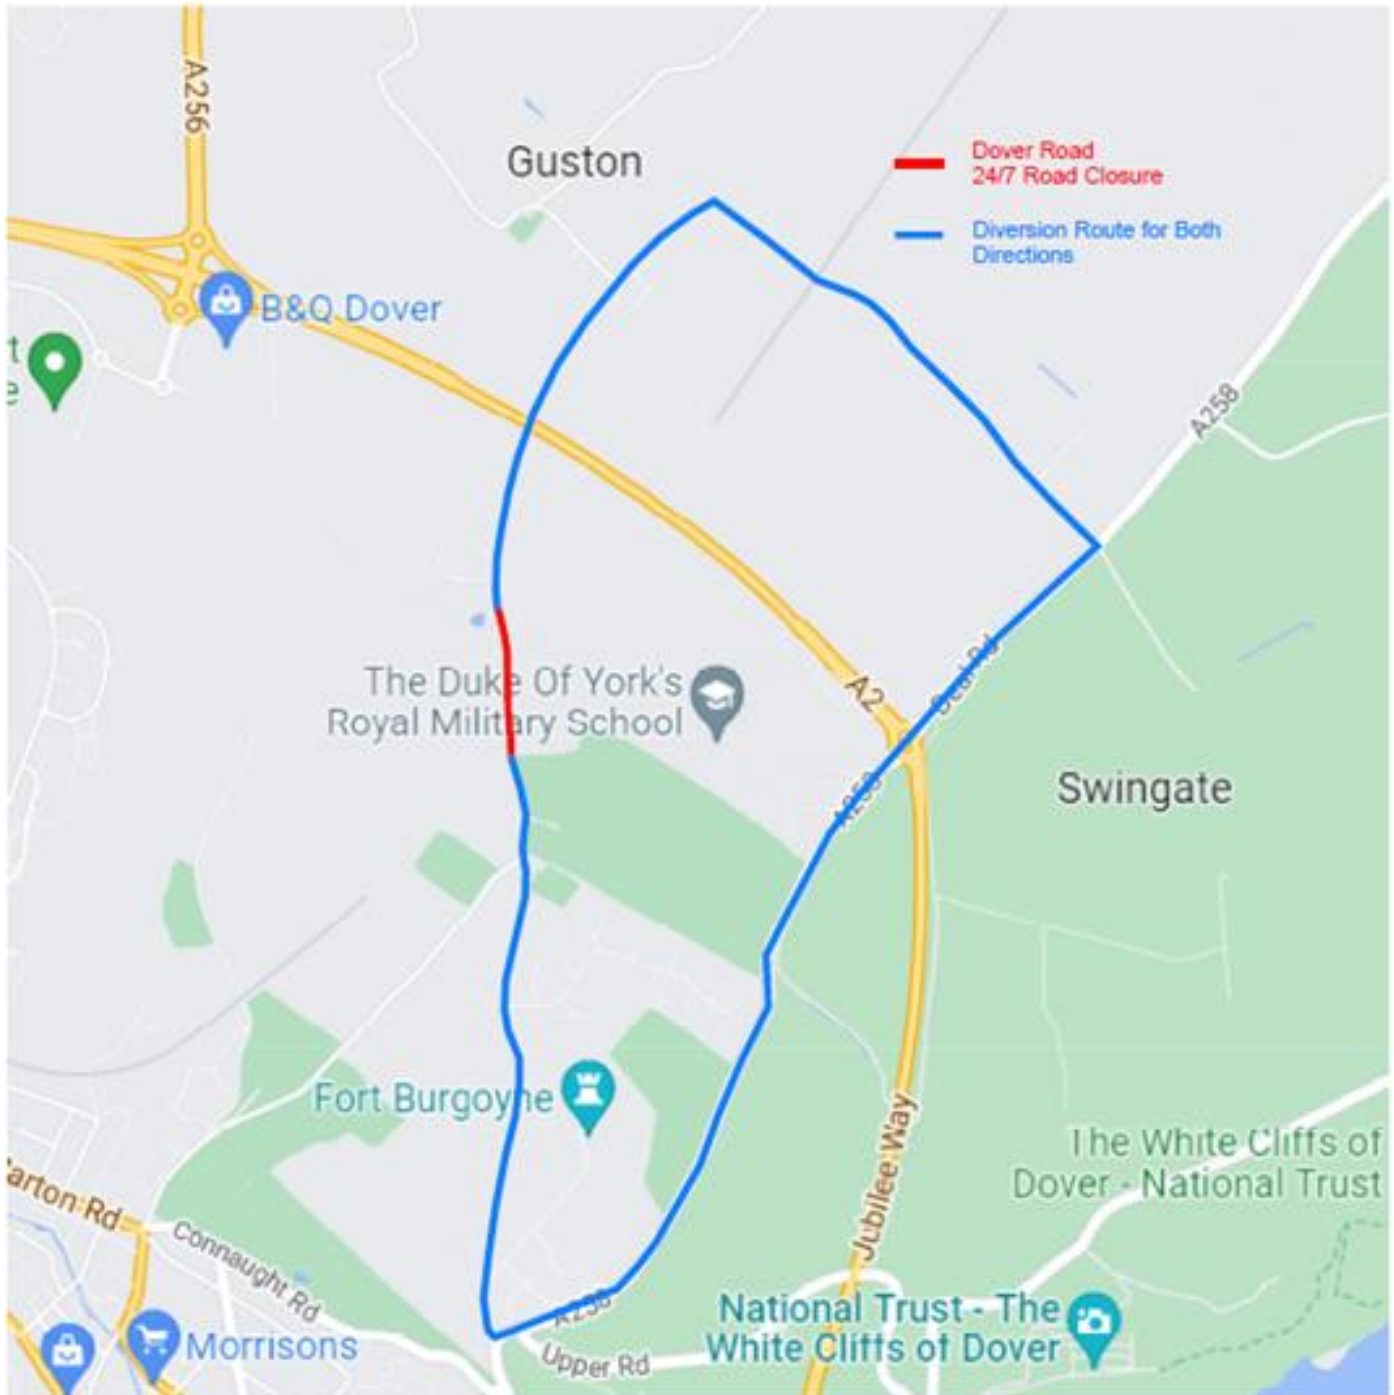 A256
Guston
Dover Road
24/7 Road Closure
Diversion Route for Both
Directions
B&Q Dover
A258
The Duke Of York's
Royal Military School
A2
Deal Rd
A258
Swingate
Fort Burgoyne
Jubilee Way
The White Cliffs of
Dover - National Trust
Connaught Rd
A258
National Trust - The
White Cliffs of Dover
Morrisons
Upper Rd